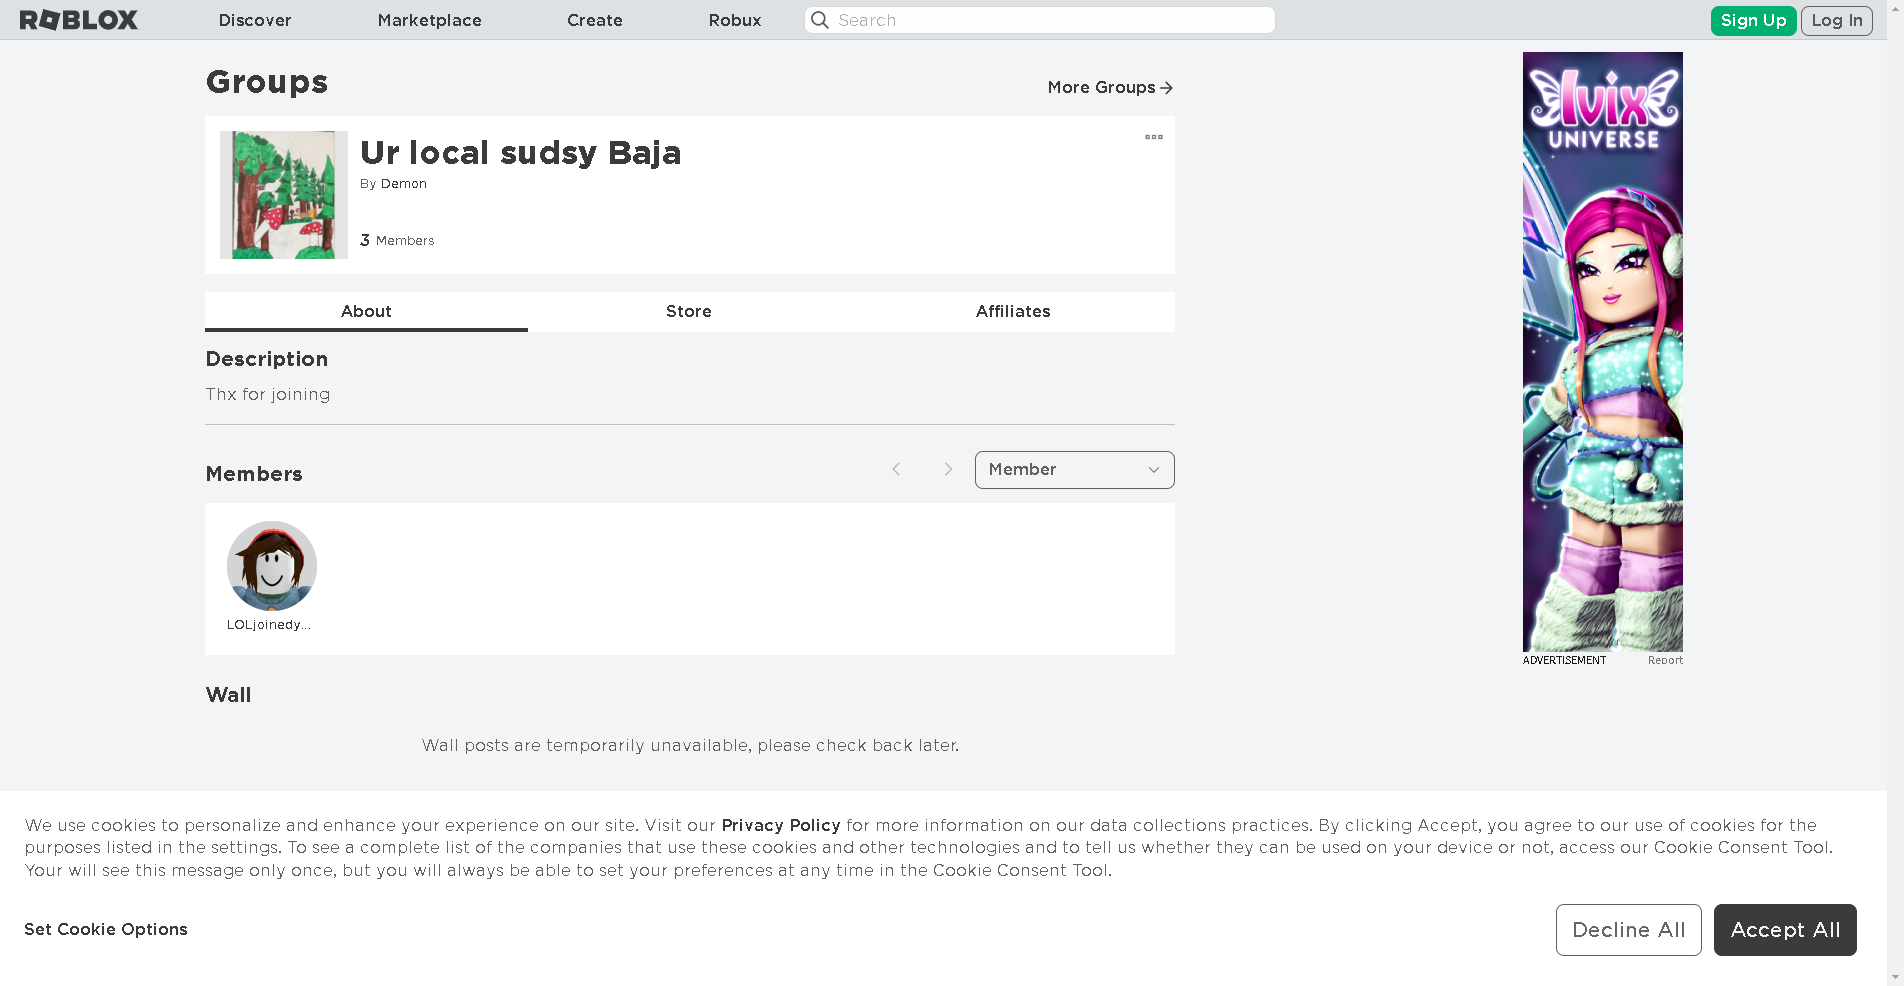 ROBLOX Discover Marketplace Create Robux Search Sign Up Log In
Groups
More Groups
Ur local sudsy Baja
By Demon
3 Members
About Store Affiliates
Description
Thx for joining
Members
Member
LOLjoinedy...
Wall
Wall posts are temporarily unavailable, please check back later.
lvix
UNIVERSE
ADVERTISEMENT Report
We use cookies to personalize and enhance your experience on our site. Visit our Privacy Policy for more information on our data collections practices. By clicking Accept, you agree to our use of cookies for the
purposes listed in the settings. To see a complete list of the companies that use these cookies and other technologies and to tell us whether they can be used on your device or not, access our Cookie Consent Tool.
Your will see this message only once, but you will always be able to set your preferences at any time in the Cookie Consent Tool.
Set Cookie Options
Decline All
Accept All